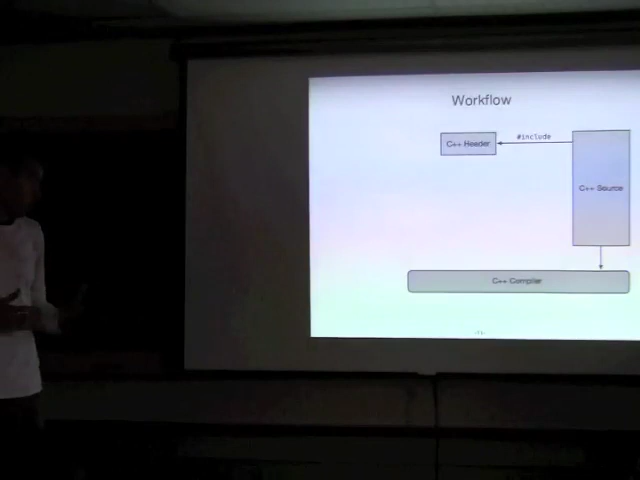 Workflow
#include
C++ Header
C++ Source
C++ Compiler